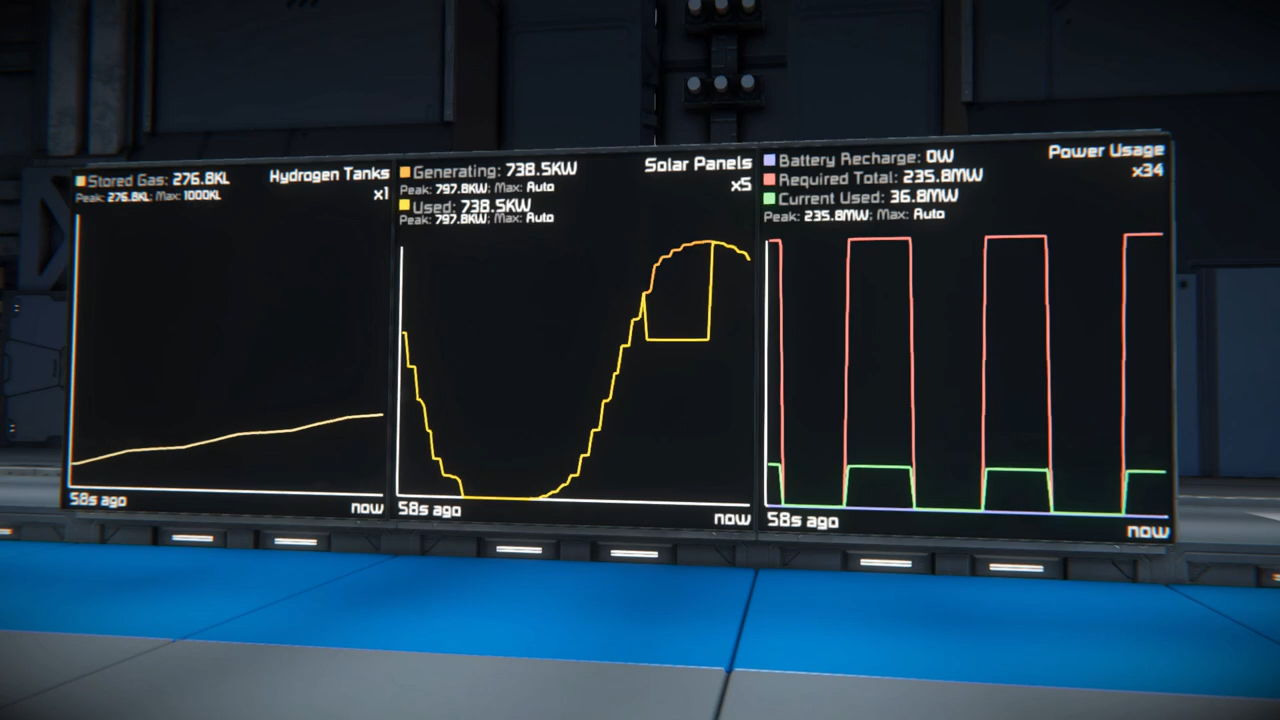 Stored Gas: 276.8KL
Hydrogen Tanks
Peak: 276.8KL; Max: 1000KL
x1
58s ago
now
Generating: 738.5KW
Solar Panels
Peak: 797.8KW; Max: Auto
x5
Used: 738.5KW
Peak: 797.8KW; Max: Auto
58s ago
now
Battery Recharge: 0W
Power Usage
Required Total: 235.8MW
x34
Current Used: 36.8MW
Peak: 235.8MW; Max: Auto
58s ago
now